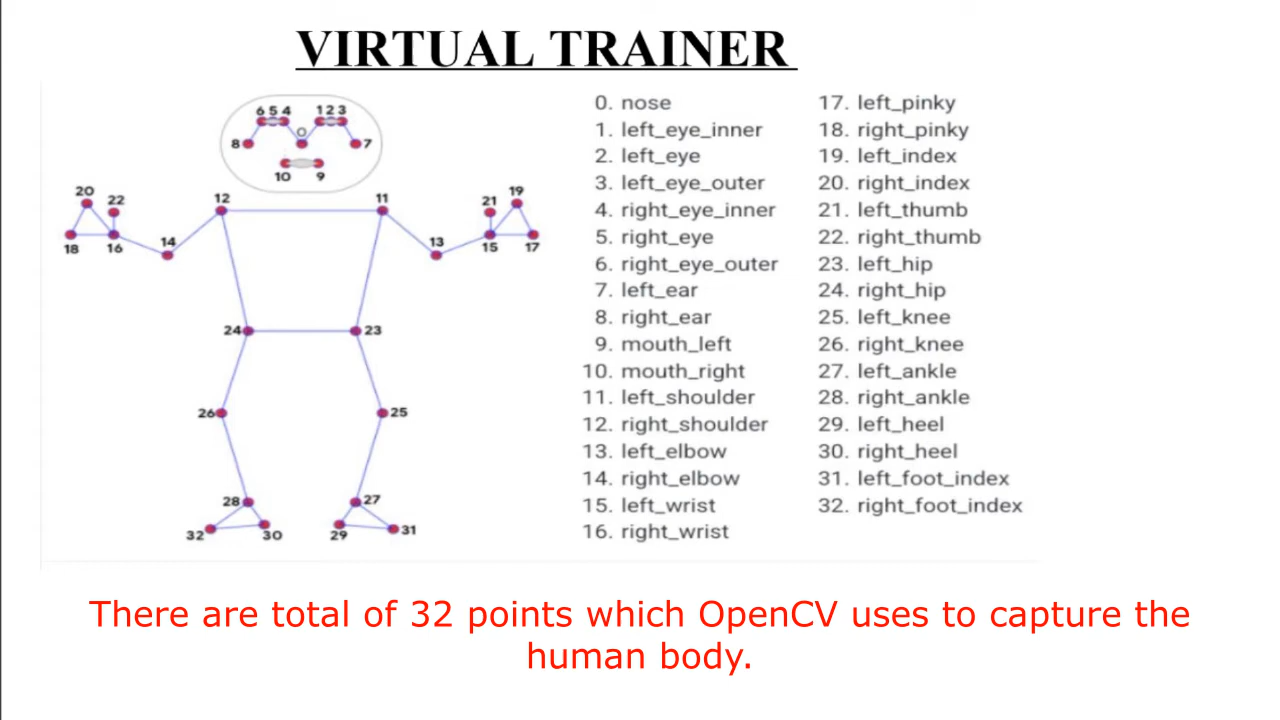 VIRTUAL TRAINER
6 5 4 1 2 3
0
8 7
10 9
20 22 12 11 21 19
18 16 14 13 15 17
24 23
26 25
28 27
32 30 29 31
0. nose
1. left_eye_inner
2. left_eye
3. left_eye_outer
4. right_eye_inner
5. right_eye
6. right_eye_outer
7. left_ear
8. right_ear
9. mouth_left
10. mouth_right
11. left_shoulder
12. right_shoulder
13. left_elbow
14. right_elbow
15. left_wrist
16. right_wrist
17. left_pinky
18. right_pinky
19. left_index
20. right_index
21. left_thumb
22. right_thumb
23. left_hip
24. right_hip
25. left_knee
26. right_knee
27. left_ankle
28. right_ankle
29. left_heel
30. right_heel
31. left_foot_index
32. right_foot_index
There are total of 32 points which OpenCV uses to capture the
human body.